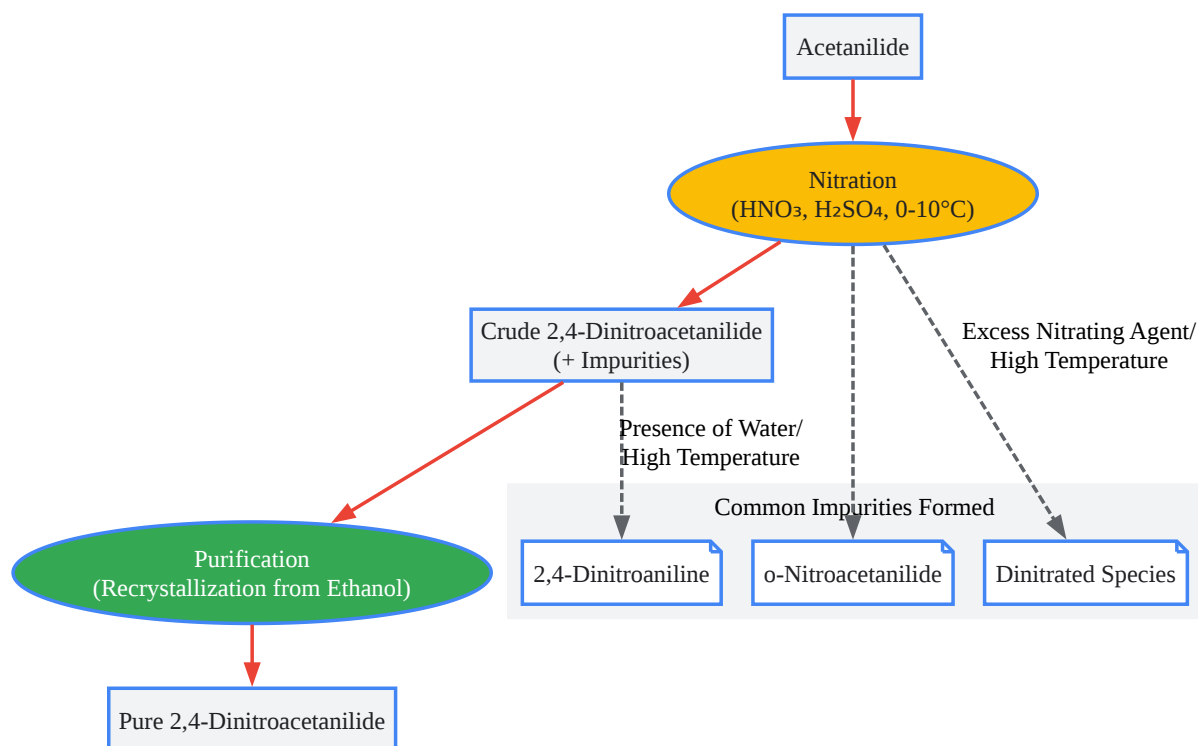 Acetanilide
Nitration
(HNO₃, H₂SO₄, 0-10°C)
Crude 2,4-Dinitroacetanilide
(+ Impurities)
Excess Nitrating Agent/
High Temperature
Presence of Water/
High Temperature
Common Impurities Formed
Purification
(Recrystallization from Ethanol)
2,4-Dinitroaniline
o-Nitroacetanilide
Dinitrated Species
Pure 2,4-Dinitroacetanilide